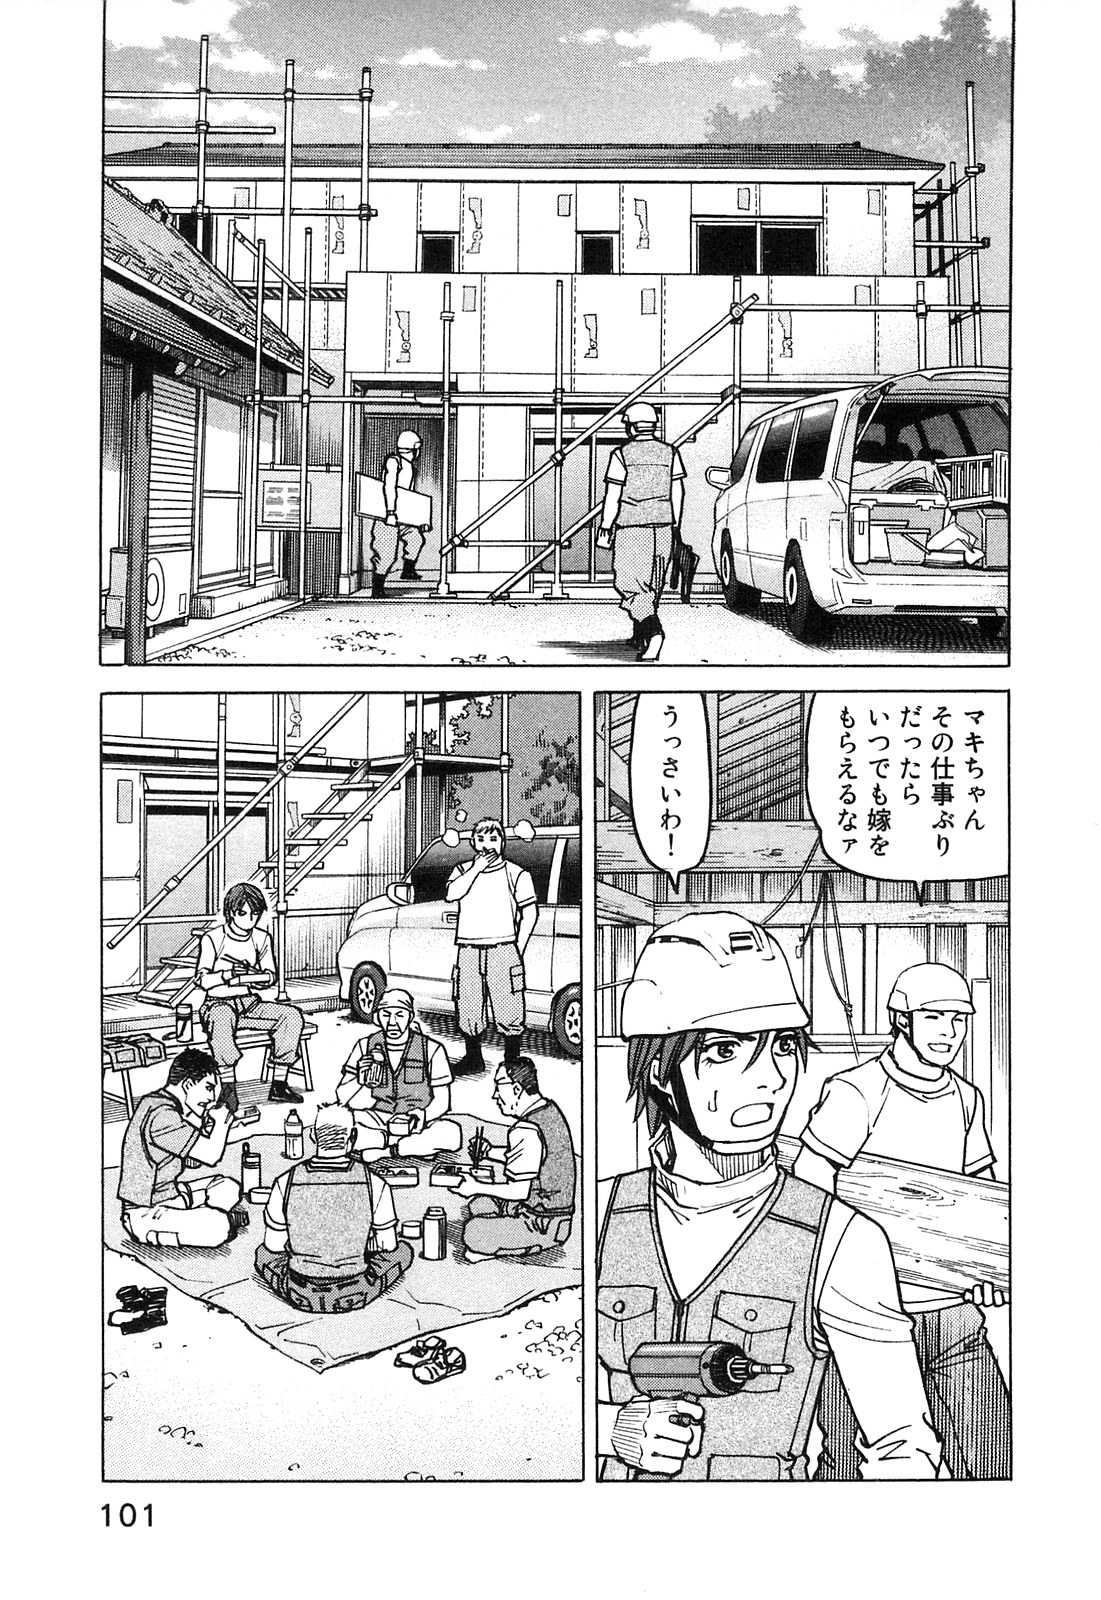 マキちゃん
その仕事ぶり
だったら
いつでも嫁を
もらえるなァ
うっさいわ！
101